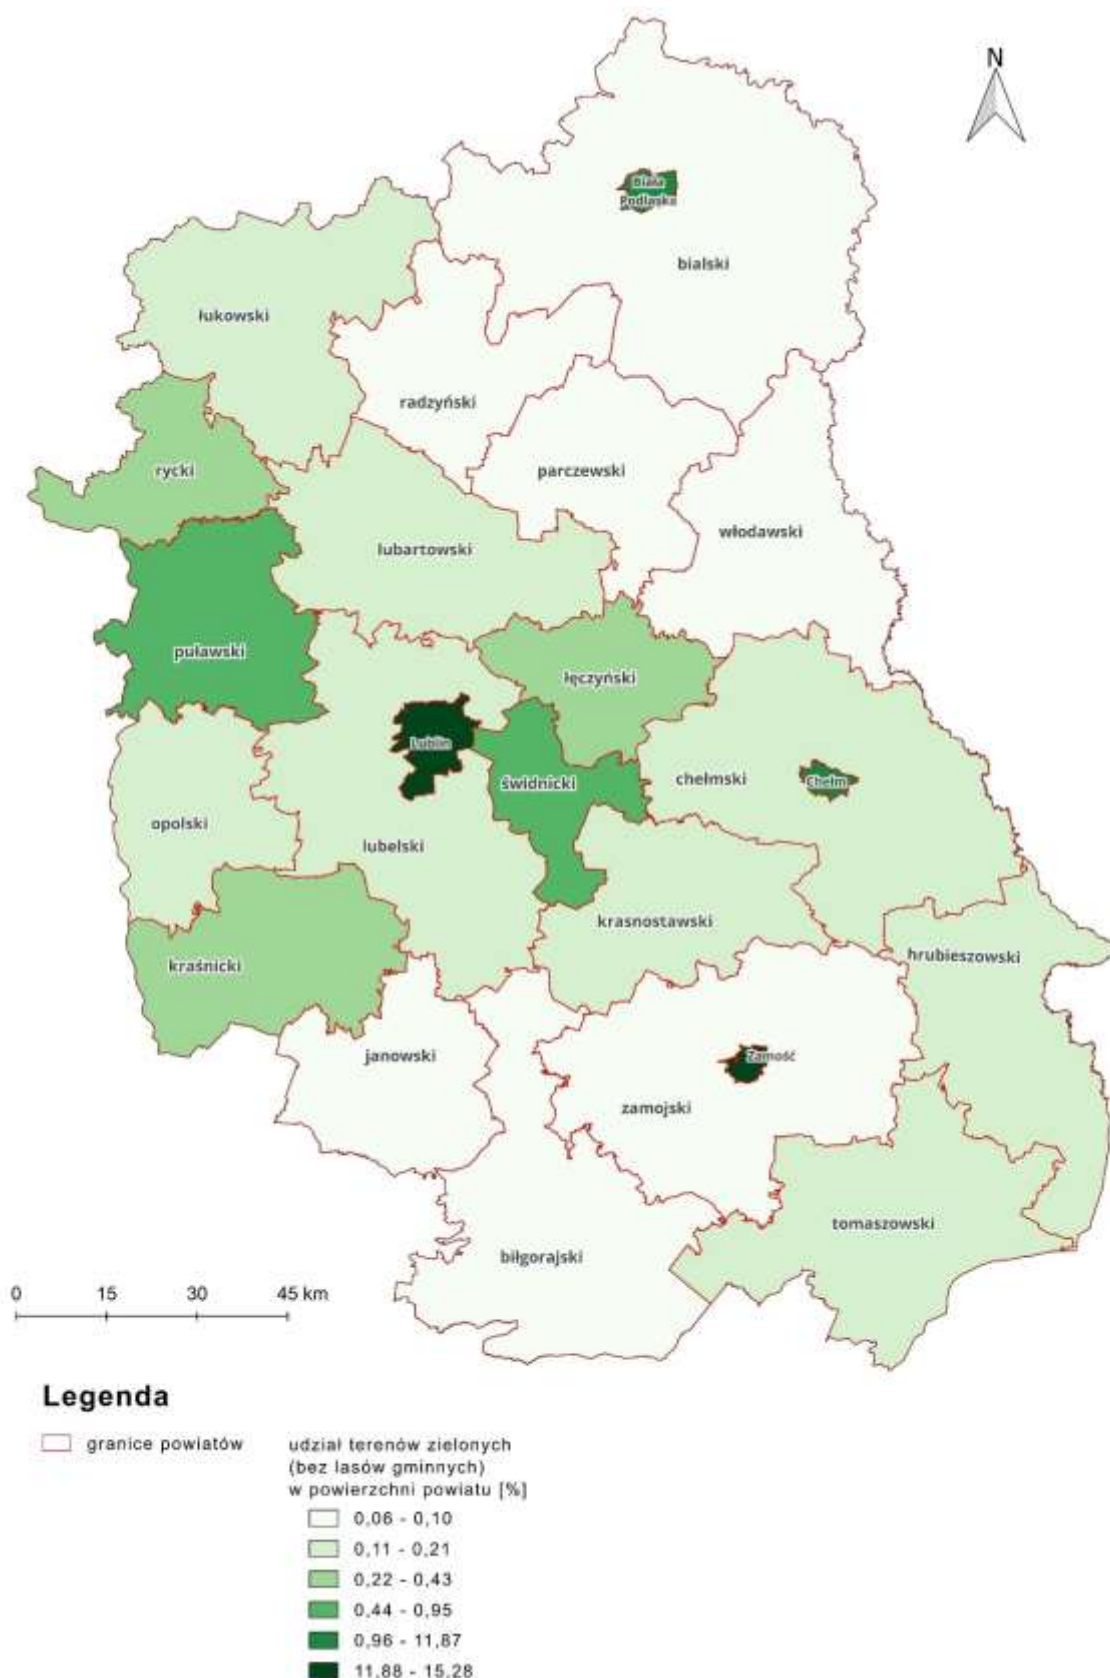 N
Biała
Podlaska
bialski
łukowski
radzyński
rycki
parczewski
włodawski
lubartowski
puławski
łęczyński
Lublin
świdnicki
chełmski
Chełm
opolski
lubelski
krasnostawski
kraśnicki
hrubieszowski
janowski
Zamość
zamojski
tomaszowski
biłgorajski
0 15 30 45 km
Legenda
granice powiatów
udział terenów zielonych
(bez lasów gminnych)
w powierzchni powiatu [%]
0,06 - 0,10
0,11 - 0,21
0,22 - 0,43
0,44 - 0,95
0,96 - 11,87
11,88 - 15,28